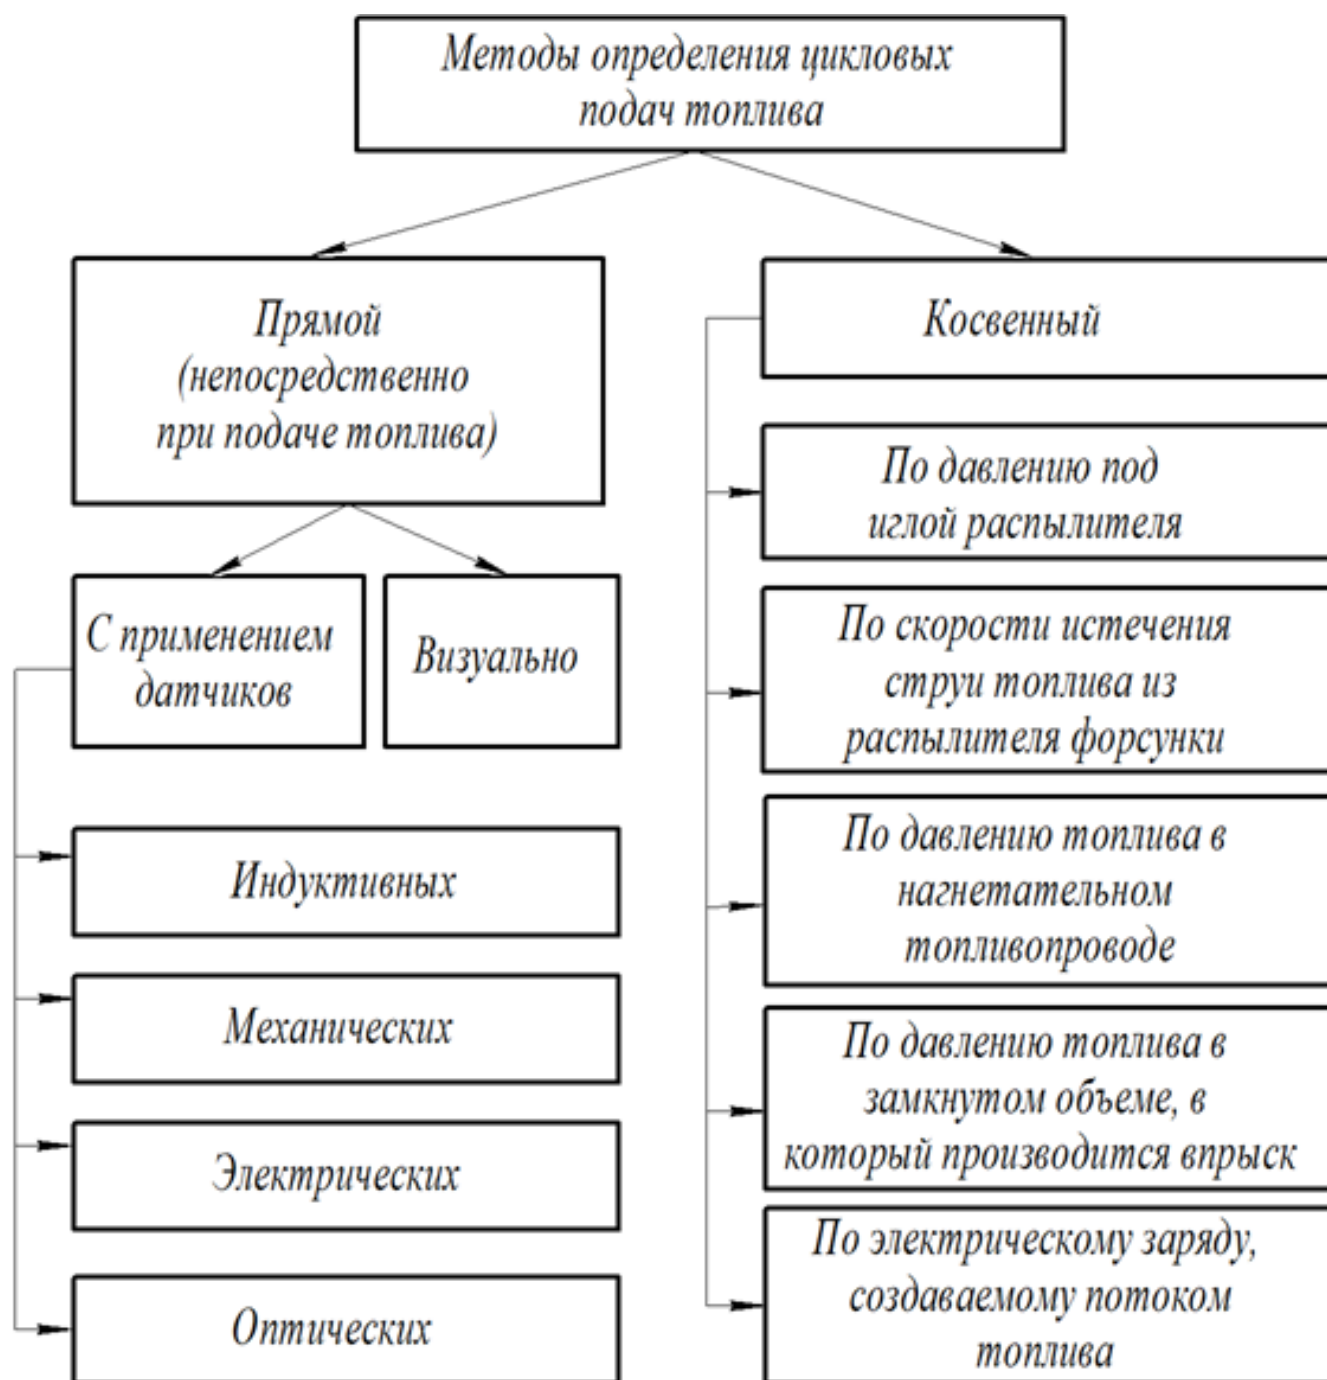 Методы определения цикловых
подач топлива
Прямой
(непосредственно
при подаче топлива)
С применением
датчиков
Визуально
Индуктивных
Механических
Электрических
Оптических
Косвенный
По давлению под
иглой распылителя
По скорости истечения
струи топлива из
распылителя форсунки
По давлению топлива в
нагнетательном
топливопроводе
По давлению топлива в
замкнутом объеме, в
который производится впрыск
По электрическому заряду,
создаваемому потоком
топлива